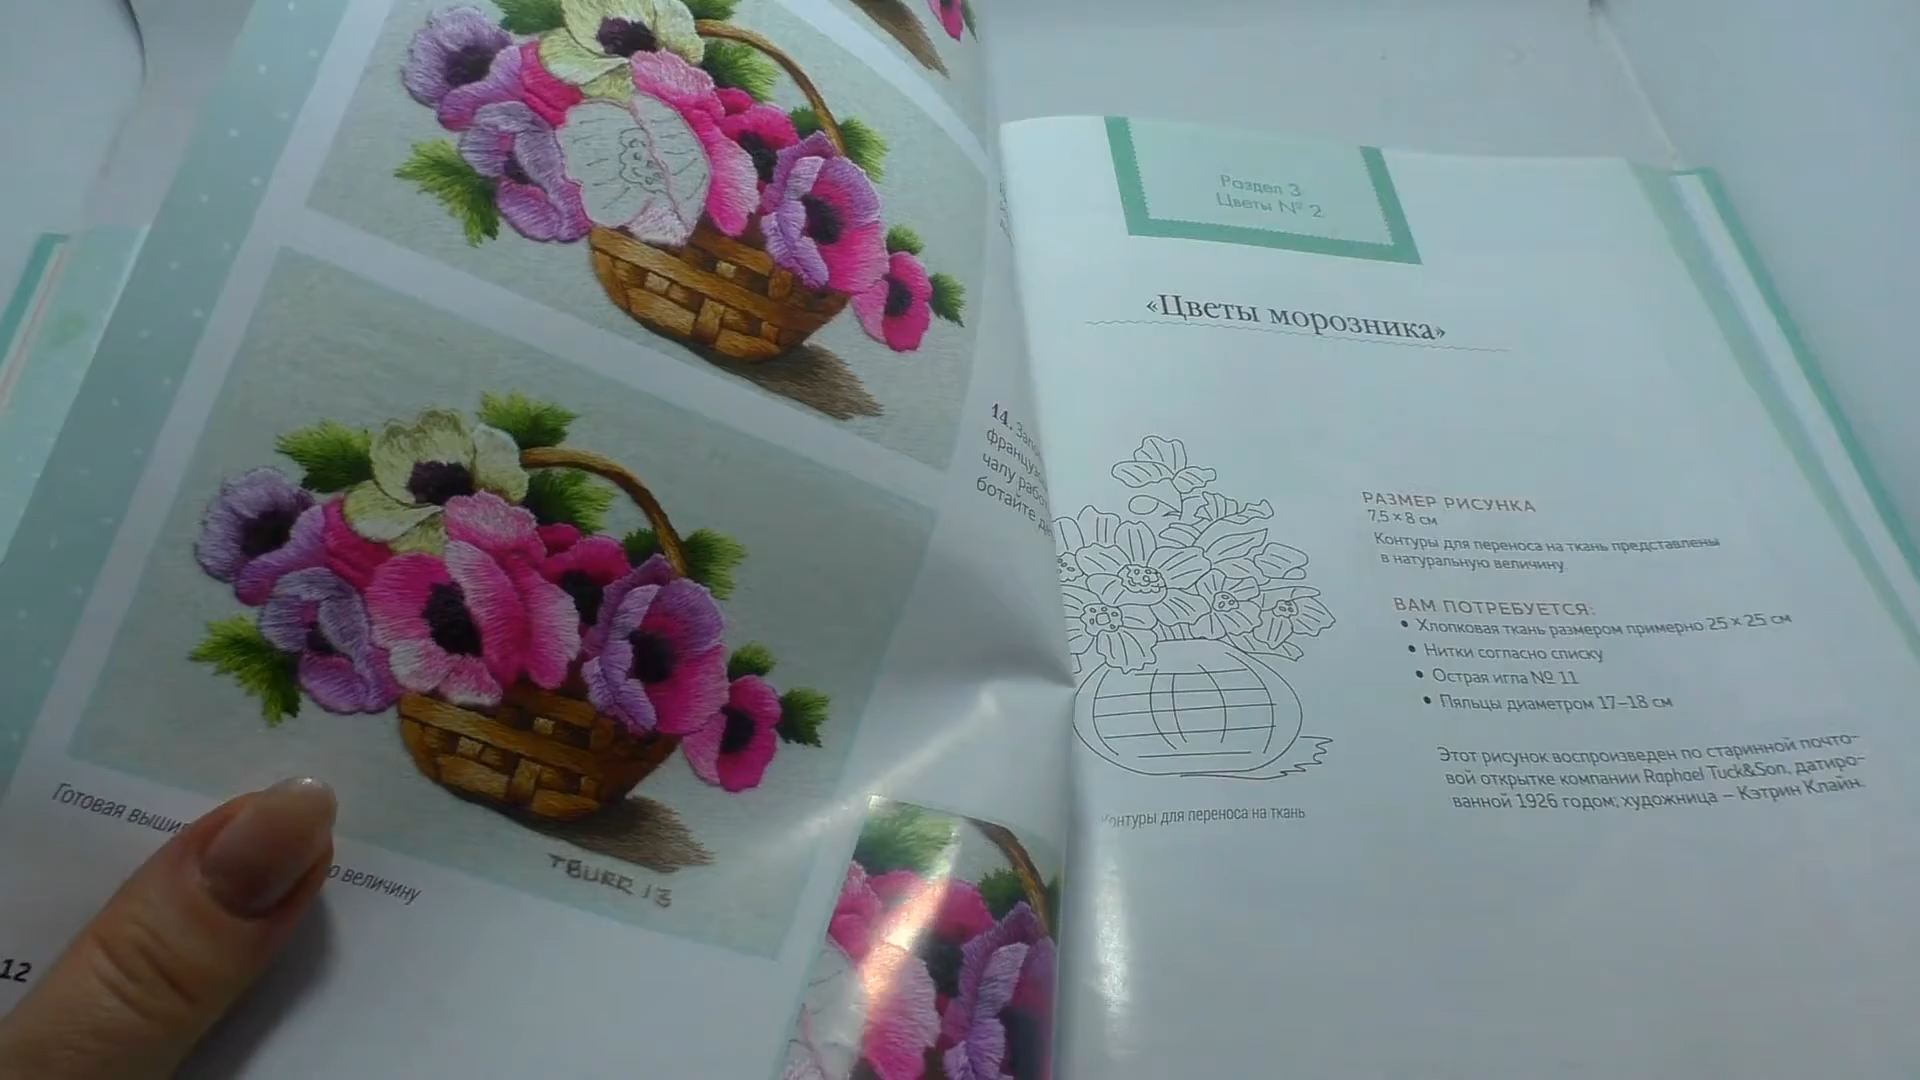 Готовая
величину
TBURR 13
12
14.
чалу
ботайте
Роздел 3
Цветы № 2
«Цветы морозника»
РАЗМЕР РИСУНКА
7,5 × 8 см
Контуры для переноса на ткань представлены
в натуральную величину.
ВАМ ПОТРЕБУЕТСЯ:
• Хлопковая ткань размером примерно 25 × 25 см
• Нитки согласно списку
• Острая игла № 11
• Пяльцы диаметром 17–18 см
Этот рисунок воспроизведен по старинной почто-
вой открытке компании Raphael Tuck&Son, датиро-
ванной 1926 годом; художница – Кэтрин Клайн.
Контуры для переноса на ткань